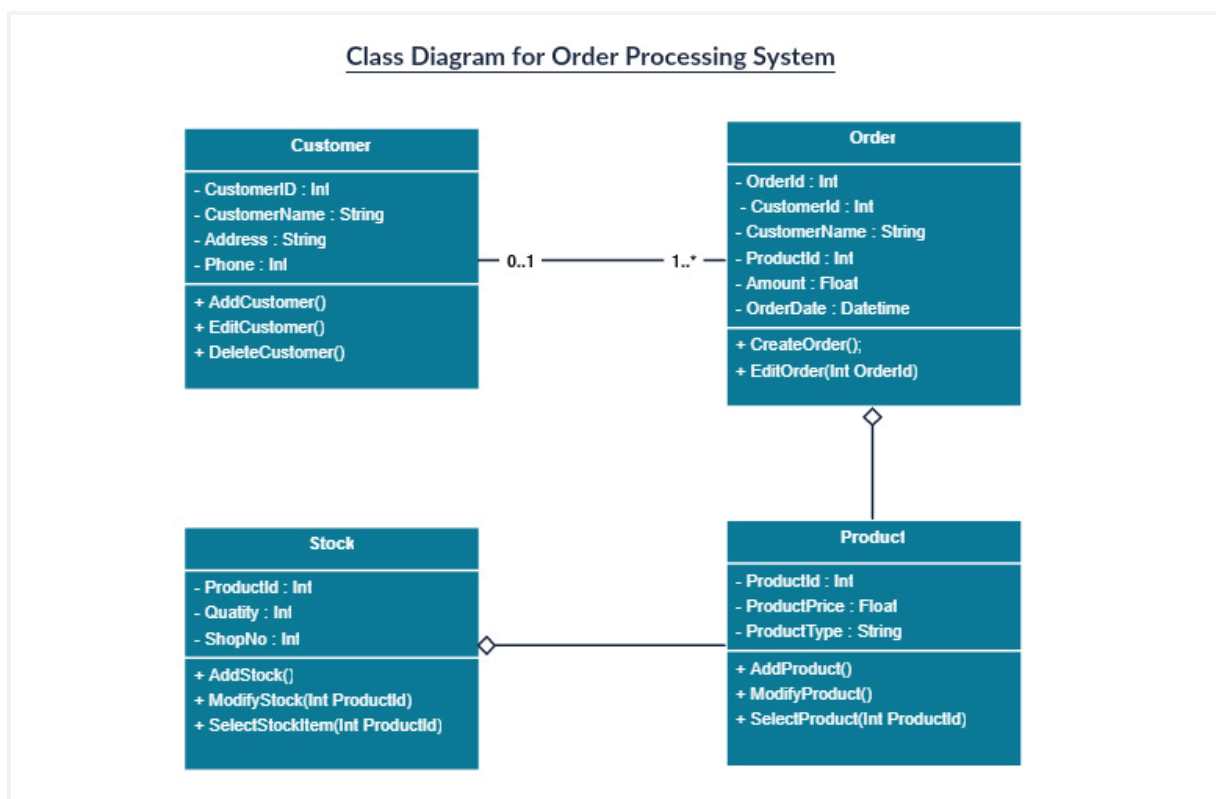 Class Diagram for Order Processing System
Customer
- CustomerID : Int
- CustomerName : String
- Address : String
- Phone : Int
+ AddCustomer()
+ EditCustomer()
+ DeleteCustomer()
0..1
1..*
Order
- OrderId : Int
- CustomerId : Int
- CustomerName : String
- ProductId : Int
- Amount : Float
- OrderDate : Datetime
+ CreateOrder();
+ EditOrder(Int OrderId)
Stock
- ProductId : Int
- Quatity : Int
- ShopNo : Int
+ AddStock()
+ ModifyStock(Int ProductId)
+ SelectStockItem(Int ProductId)
Product
- ProductId : Int
- ProductPrice : Float
- ProductType : String
+ AddProduct()
+ ModifyProduct()
+ SelectProduct(Int ProductId)